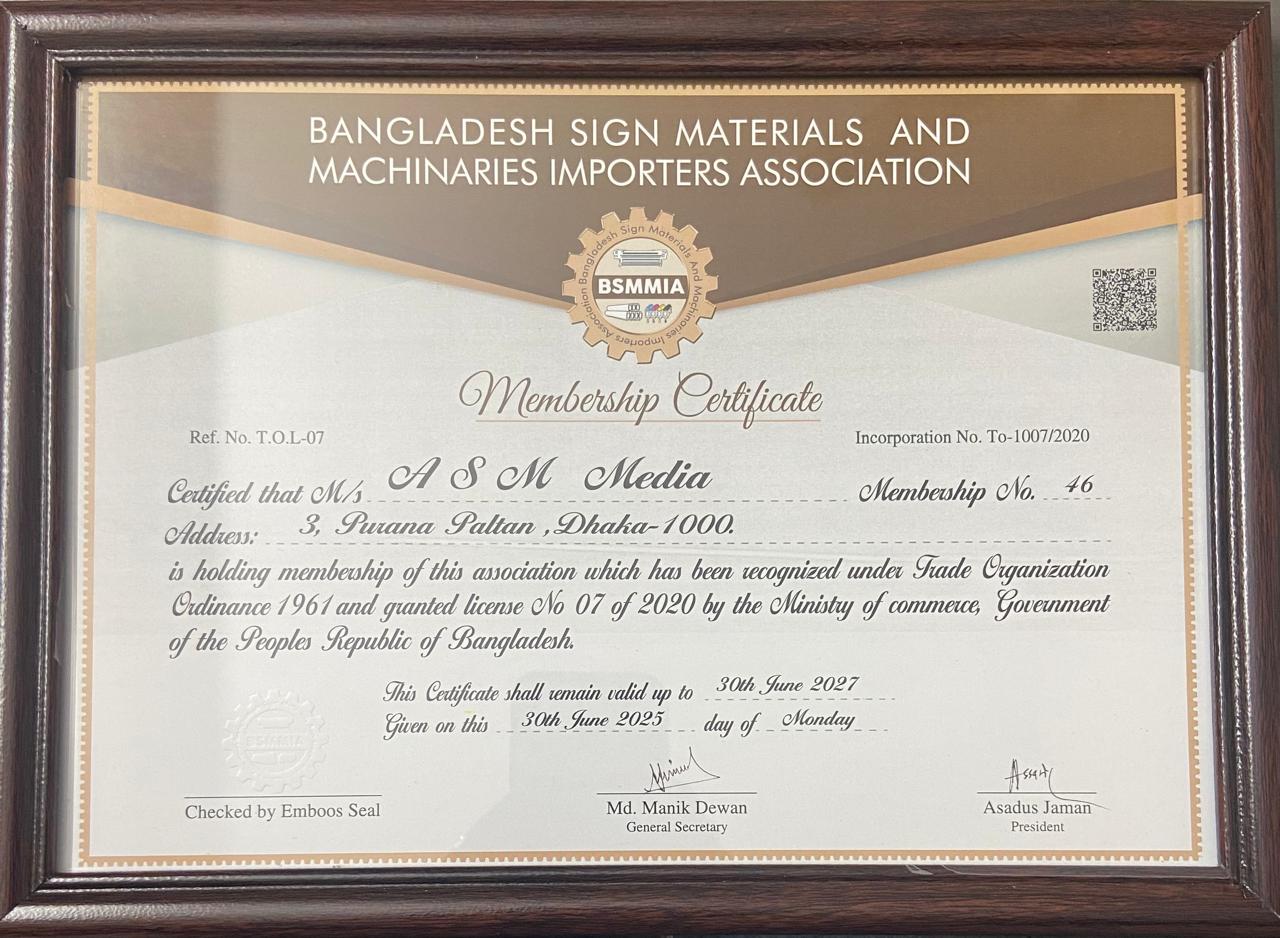 BANGLADESH SIGN MATERIALS AND
MACHINARIES IMPORTERS ASSOCIATION
Bangladesh Sign Materials And Machinaries Importers Association
BSMMIA
Membership Certificate
Ref. No. T.O.L-07
Incorporation No. To-1007/2020
Certified that M/s A S M Media Membership No. 46
Address: 3, Purana Paltan ,Dhaka-1000.
is holding membership of this association which has been recognized under Trade Organization
Ordinance 1961 and granted license No 07 of 2020 by the Ministry of commerce, Government
of the Peoples Republic of Bangladesh.
This Certificate shall remain valid up to 30th June 2027
Given on this 30th June 2025 day of Monday
BSMMIA
Checked by Emboos Seal
Md. Manik Dewan
General Secretary
Asadus Jaman
President